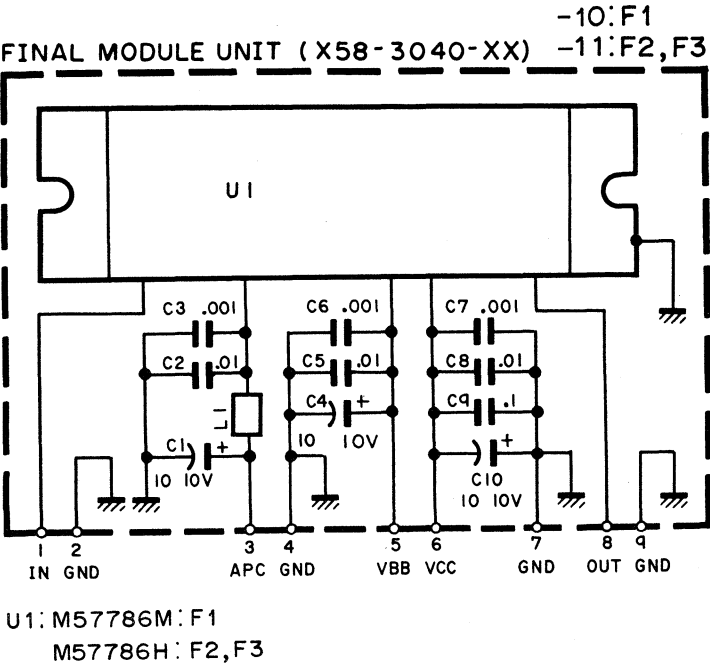 -10:F1
FINAL MODULE UNIT (X58-3040-XX) -11:F2,F3
U1
C3 .001 C6 .001 C7 .001
C2 .01 C5 .01 C8 .01
L1 C4 + C9 .1
C1 + 10 10V +
10 10V C10
10 10V
1 2 3 4 5 6 7 8 9
IN GND APC GND VBB VCC GND OUT GND
U1:M57786M:F1
M57786H:F2,F3